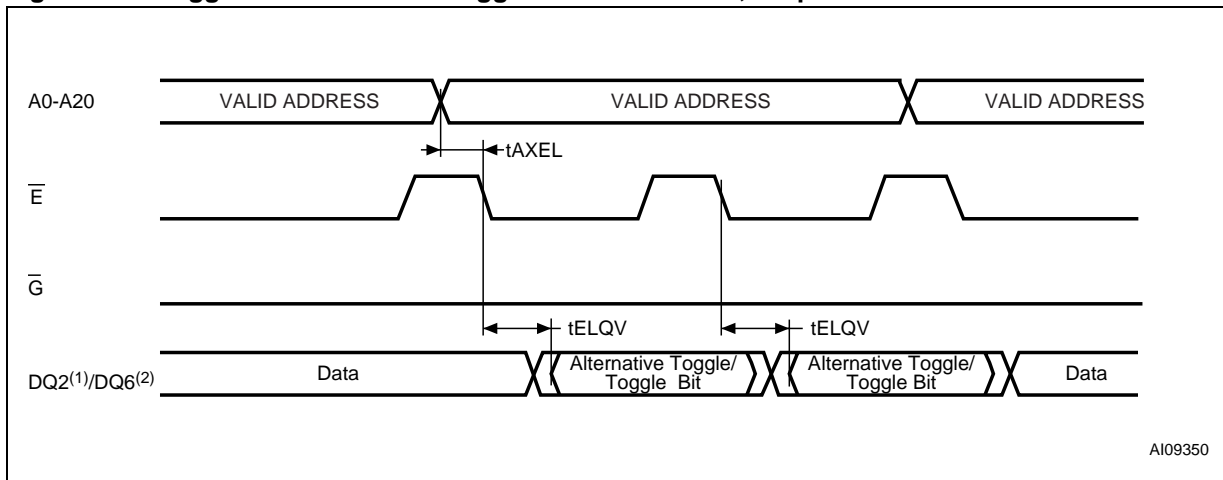 A0-A20
VALID ADDRESS
VALID ADDRESS
VALID ADDRESS
tAXEL
E
G
tELQV
tELQV
DQ2(1)/DQ6(2)
Data
Alternative Toggle/
Toggle Bit
Alternative Toggle/
Toggle Bit
Data
AI09350